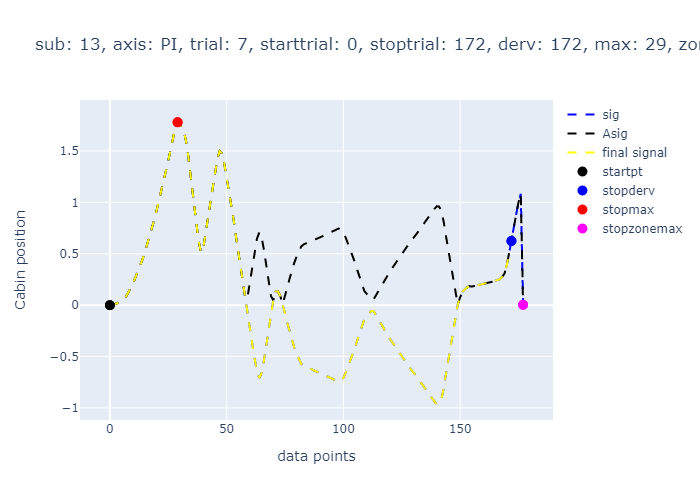 sub: 13, axis: PI, trial: 7, starttrial: 0, stoptrial: 172, derv: 172, max: 29,
sig
Asig
final signal
startpt
stopderv
stopmax
stopzonemax
Cabin position
1.5
1
0.5
0
−0.5
−1
0
50
100
150
data points